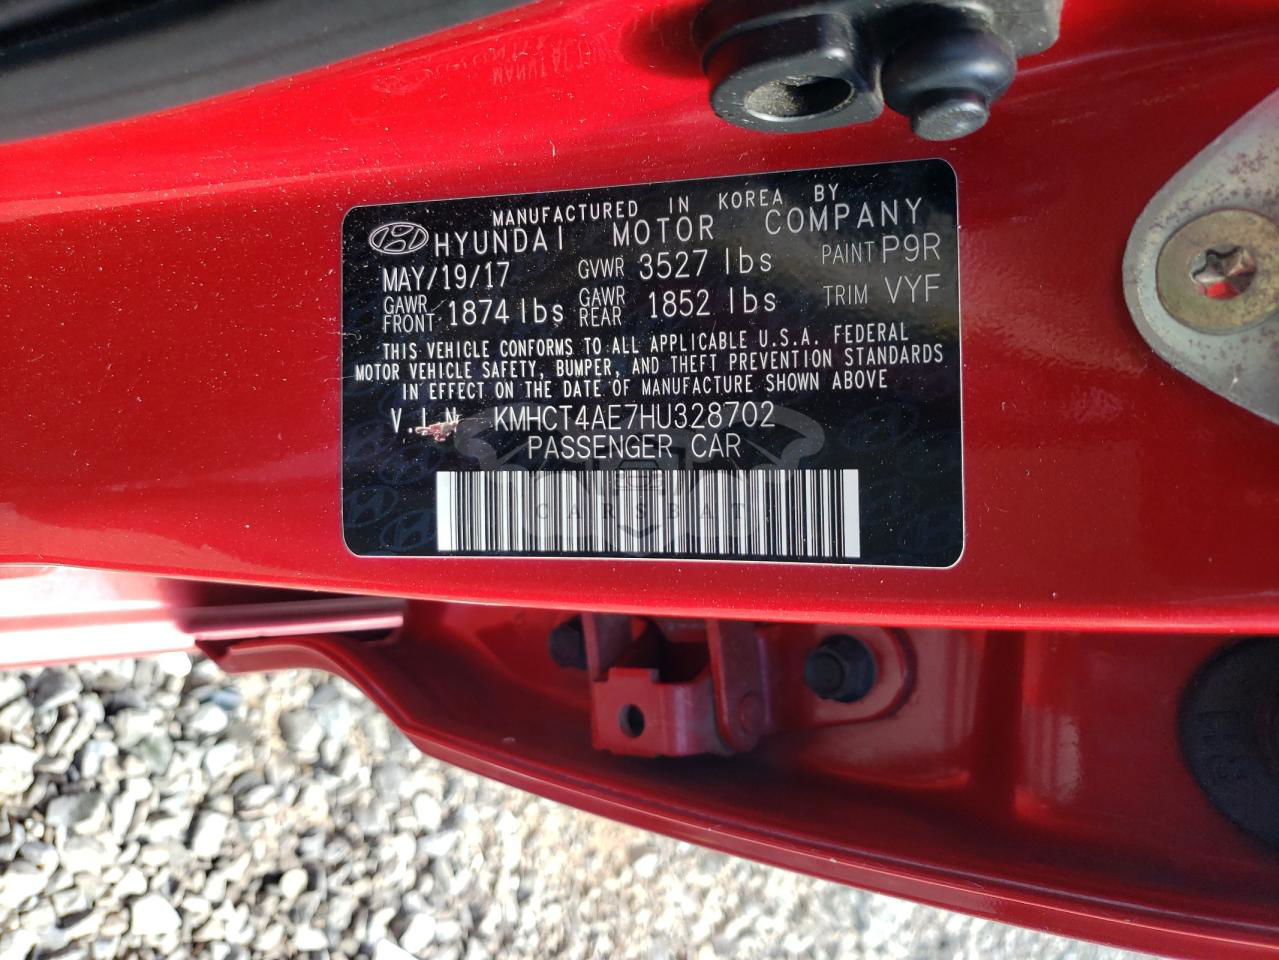 MANUFACTURED IN KOREA BY
HYUNDAI MOTOR COMPANY
MAY/19/17 GVWR 3527 lbs PAINT P9R
GAWR FRONT 1874 lbs GAWR REAR 1852 lbs TRIM VYF
THIS VEHICLE CONFORMS TO ALL APPLICABLE U.S.A. FEDERAL
MOTOR VEHICLE SAFETY, BUMPER, AND THEFT PREVENTION STANDARDS
IN EFFECT ON THE DATE OF MANUFACTURE SHOWN ABOVE
V.I.N KMHCT4AE7HU328702
PASSENGER CAR
CARSBAT